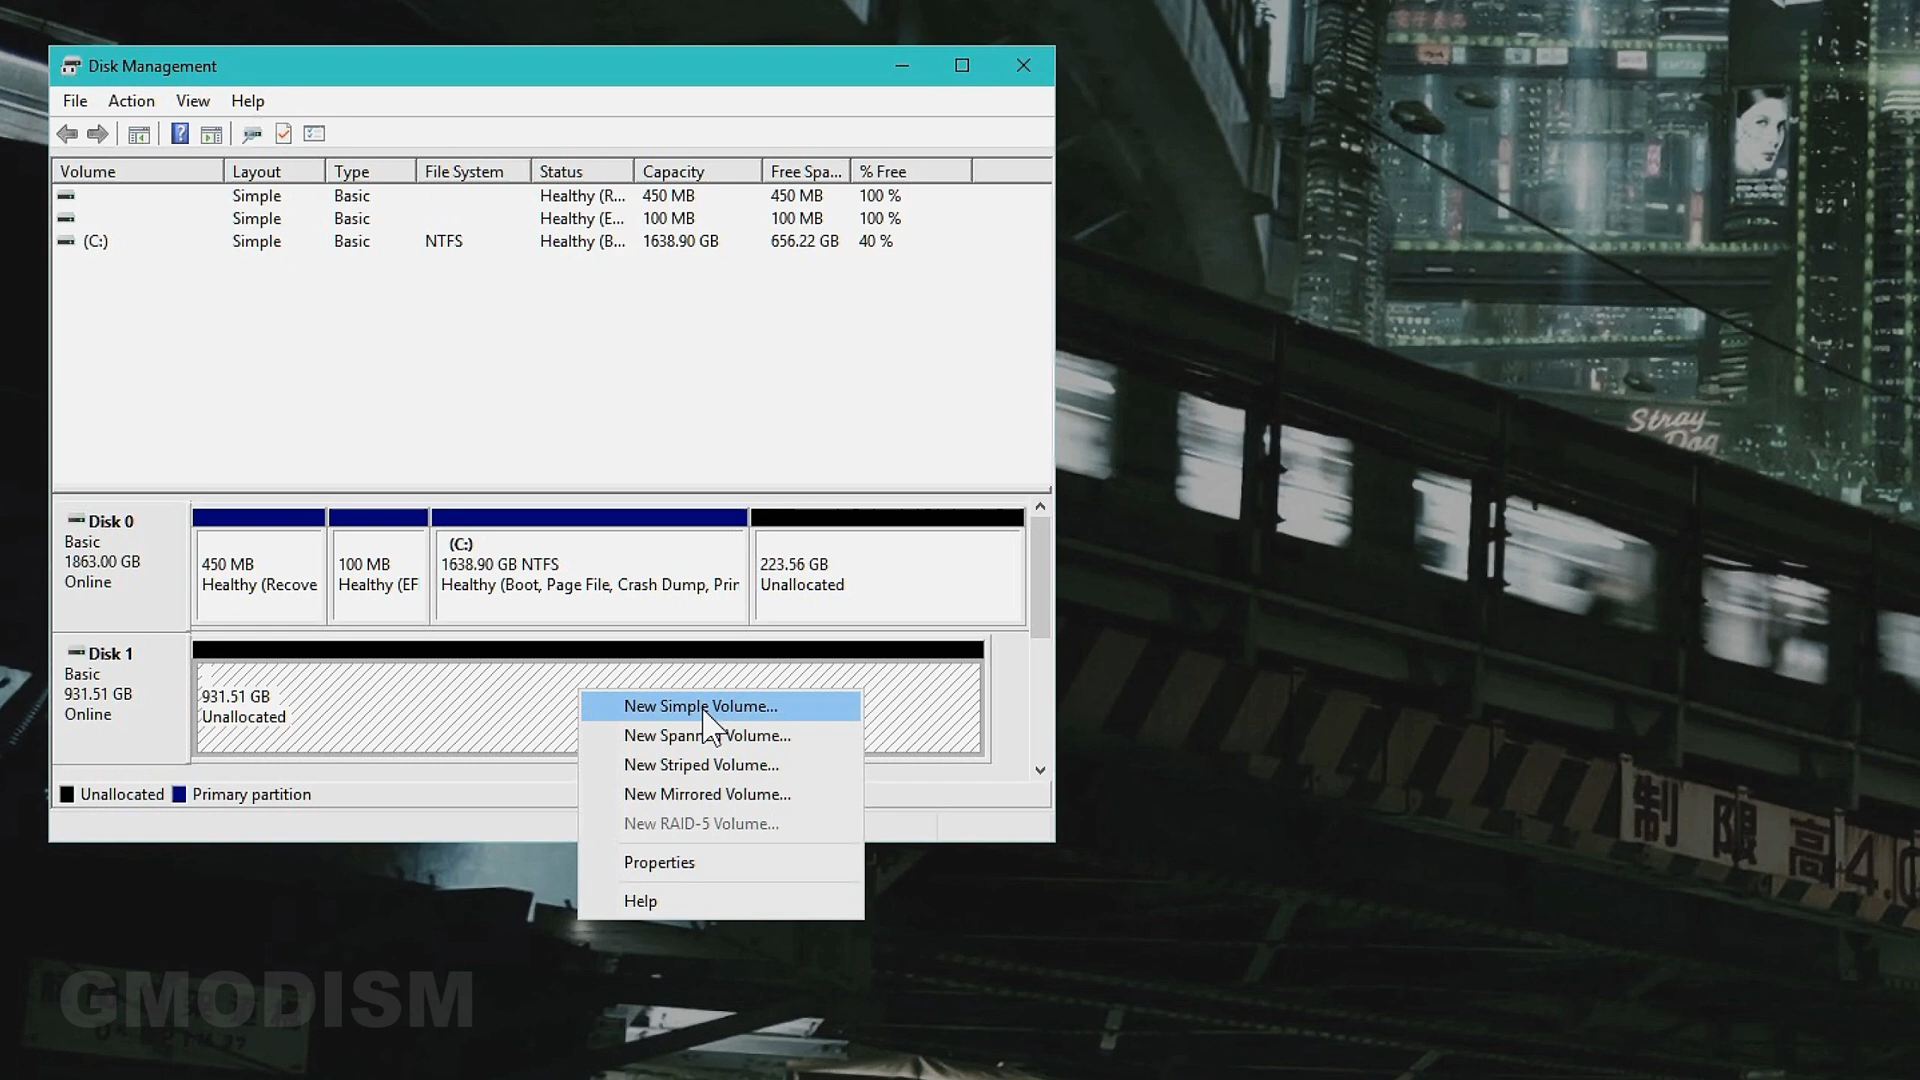 Disk Management
File Action View Help
Volume Layout Type File System Status Capacity Free Spa... % Free
Simple Basic Healthy (R... 450 MB 450 MB 100 %
Simple Basic Healthy (E... 100 MB 100 MB 100 %
(C:) Simple Basic NTFS Healthy (B... 1638.90 GB 656.22 GB 40 %
Disk 0
Basic
1863.00 GB
Online
450 MB
Healthy (Recove
100 MB
Healthy (EF
(C:)
1638.90 GB NTFS
Healthy (Boot, Page File, Crash Dump, Prir
223.56 GB
Unallocated
Disk 1
Basic
931.51 GB
Online
931.51 GB
Unallocated
New Simple Volume...
New Volume...
New Striped Volume...
New Mirrored Volume...
New RAID-5 Volume...
Properties
Help
Unallocated Primary partition
Stray
Dog
制限高4.0
GMODISM